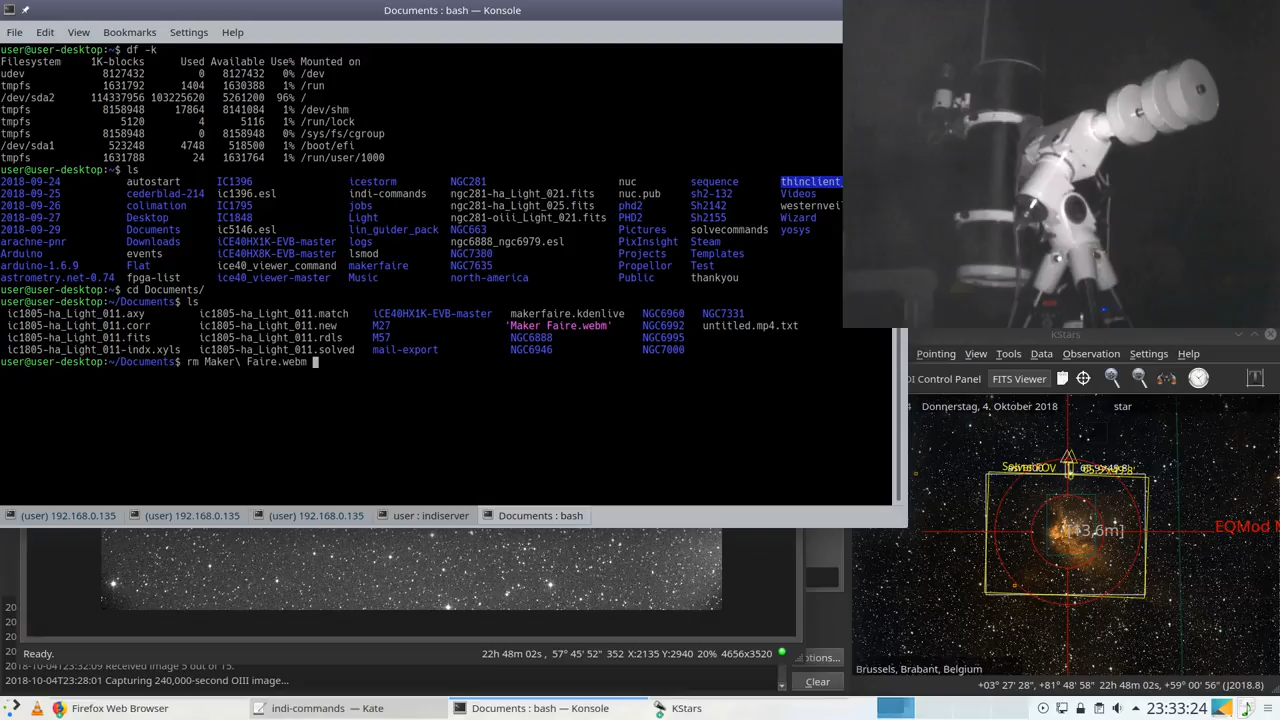 Documents : bash — Konsole
File Edit View Bookmarks Settings Help
user@user-desktop:~$ df -k
Filesystem 1K-blocks Used Available Use% Mounted on
udev 8127432 0 8127432 0% /dev
tmpfs 1631792 1404 1630388 1% /run
/dev/sda2 114337956 103225620 5261200 96% /
tmpfs 8158948 17864 8141084 1% /dev/shm
tmpfs 5120 4 5116 1% /run/lock
tmpfs 8158948 0 8158948 0% /sys/fs/cgroup
/dev/sda1 523248 4748 518500 1% /boot/efi
tmpfs 1631788 24 1631764 1% /run/user/1000
user@user-desktop:~$ ls
2018-09-24 autostart IC1396 icestorm NGC281 nuc sequence thinclient_
2018-09-25 cederblad-214 ic1396.esl indi-commands ngc281-ha_Light_021.fits nuc.pub sh2-132 Videos
2018-09-26 colimation IC1795 jobs ngc281-ha_Light_025.fits phd2 Sh2142 westernveil
2018-09-27 Desktop IC1848 Light ngc281-oiii_Light_021.fits PHD2 Sh2155 Wizard
2018-09-29 Documents ic5146.esl lin_guider_pack NGC663 Pictures solvecommands yosys
arachne-pnr Downloads iCE40HX1K-EVB-master logs ngc6888_ngc6979.esl PixInsight Steam
Arduino events iCE40HX8K-EVB-master lsmod NGC7380 Projects Templates
arduino-1.6.9 Flat ice40_viewer_command makerfaire NGC7635 Propellor Test
astrometry.net-0.74 fpga-list ice40_viewer-master Music north-america Public thankyou
user@user-desktop:~$ cd Documents/
user@user-desktop:~/Documents$ ls
ic1805-ha_Light_011.axy ic1805-ha_Light_011.match iCE40HX1K-EVB-master makerfaire.kdenlive NGC6960 NGC7331
ic1805-ha_Light_011.corr ic1805-ha_Light_011.new M27 'Maker Faire.webm' NGC6992 untitled.mp4.txt
ic1805-ha_Light_011.fits ic1805-ha_Light_011.rdls M57 NGC6888 NGC6995
ic1805-ha_Light_011-indx.xyls ic1805-ha_Light_011.solved mail-export NGC6946 NGC7000
user@user-desktop:~/Documents$ rm Maker\ Faire.webm
(user) 192.168.0.135 (user) 192.168.0.135 (user) 192.168.0.135 user : indiserver Documents : bash
KStars
Pointing View Tools Data Observation Settings Help
DI Control Panel FITS Viewer
4 Donnerstag, 4. Oktober 2018 star
Solved FOV
[13.6m]
EQMod
Brussels, Brabant, Belgium
+03° 27' 28", +81° 48' 58" 22h 48m 02s, +59° 00' 56" (J2018.8)
20
20
20
20
Ready. 22h 48m 02s, 57° 45' 52" 352 X:2135 Y:2940 20% 4656x3520
ptions...
2018-10-04T23:32:09 Received image 5 out of 15.
2018-10-04T23:28:01 Capturing 240,000-second OIII image...
Clear
Firefox Web Browser indi-commands — Kate Documents : bash — Konsole KStars 23:33:24